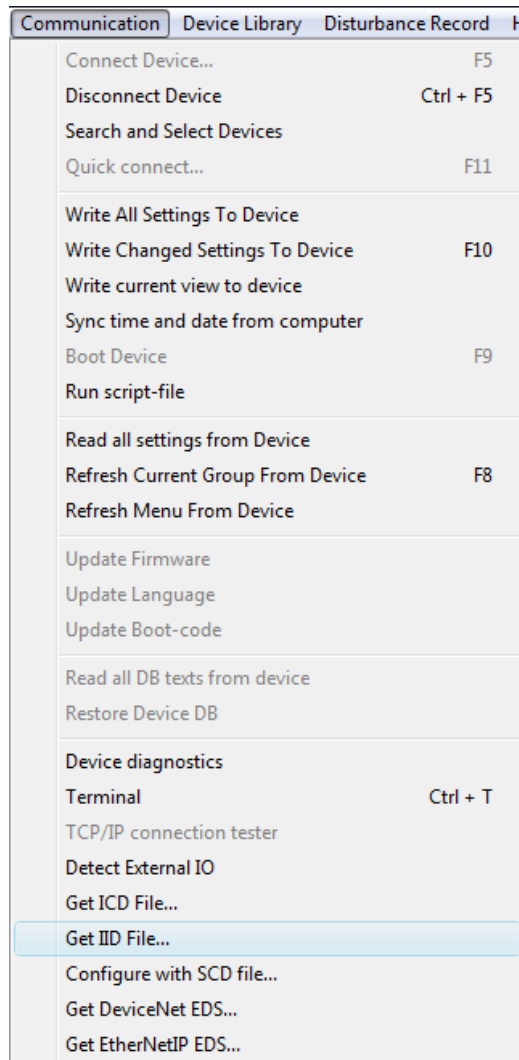 Communication Device Library Disturbance Record
Connect Device... F5
Disconnect Device Ctrl + F5
Search and Select Devices
Quick connect... F11
Write All Settings To Device
Write Changed Settings To Device F10
Write current view to device
Sync time and date from computer
Boot Device F9
Run script-file
Read all settings from Device
Refresh Current Group From Device F8
Refresh Menu From Device
Update Firmware
Update Language
Update Boot-code
Read all DB texts from device
Restore Device DB
Device diagnostics
Terminal Ctrl + T
TCP/IP connection tester
Detect External IO
Get ICD File...
Get IID File...
Configure with SCD file...
Get DeviceNet EDS...
Get EtherNetIP EDS...